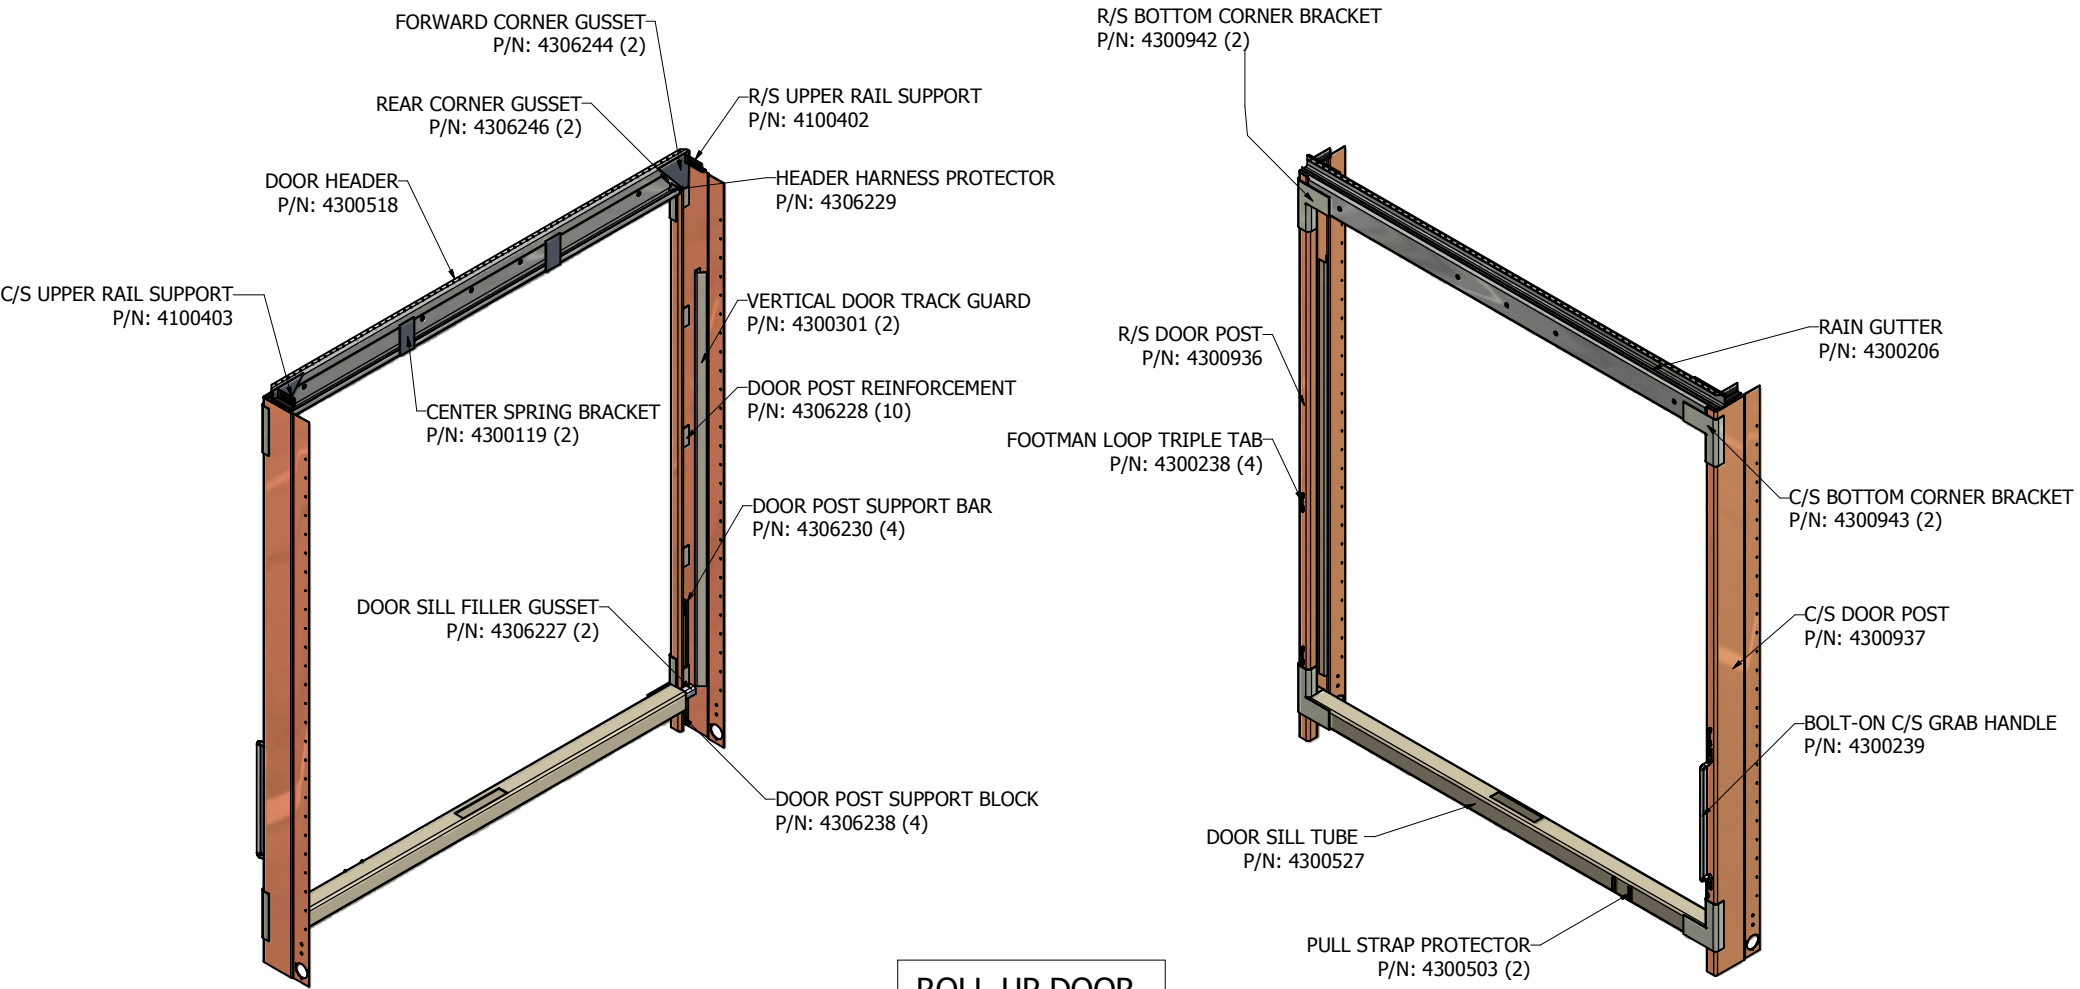 FORWARD CORNER GUSSET
P/N: 4306244 (2)
REAR CORNER GUSSET
P/N: 4306246 (2)
R/S UPPER RAIL SUPPORT
P/N: 4100402
DOOR HEADER
P/N: 4300518
HEADER HARNESS PROTECTOR
P/N: 4306229
C/S UPPER RAIL SUPPORT
P/N: 4100403
VERTICAL DOOR TRACK GUARD
P/N: 4300301 (2)
CENTER SPRING BRACKET
P/N: 4300119 (2)
DOOR POST REINFORCEMENT
P/N: 4306228 (10)
DOOR POST SUPPORT BAR
P/N: 4306230 (4)
DOOR SILL FILLER GUSSET
P/N: 4306227 (2)
DOOR POST SUPPORT BLOCK
P/N: 4306238 (4)
R/S BOTTOM CORNER BRACKET
P/N: 4300942 (2)
R/S DOOR POST
P/N: 4300936
RAIN GUTTER
P/N: 4300206
FOOTMAN LOOP TRIPLE TAB
P/N: 4300238 (4)
C/S BOTTOM CORNER BRACKET
P/N: 4300943 (2)
C/S DOOR POST
P/N: 4300937
BOLT-ON C/S GRAB HANDLE
P/N: 4300239
DOOR SILL TUBE
P/N: 4300527
PULL STRAP PROTECTOR
P/N: 4300503 (2)
ROLL-UP DOOR